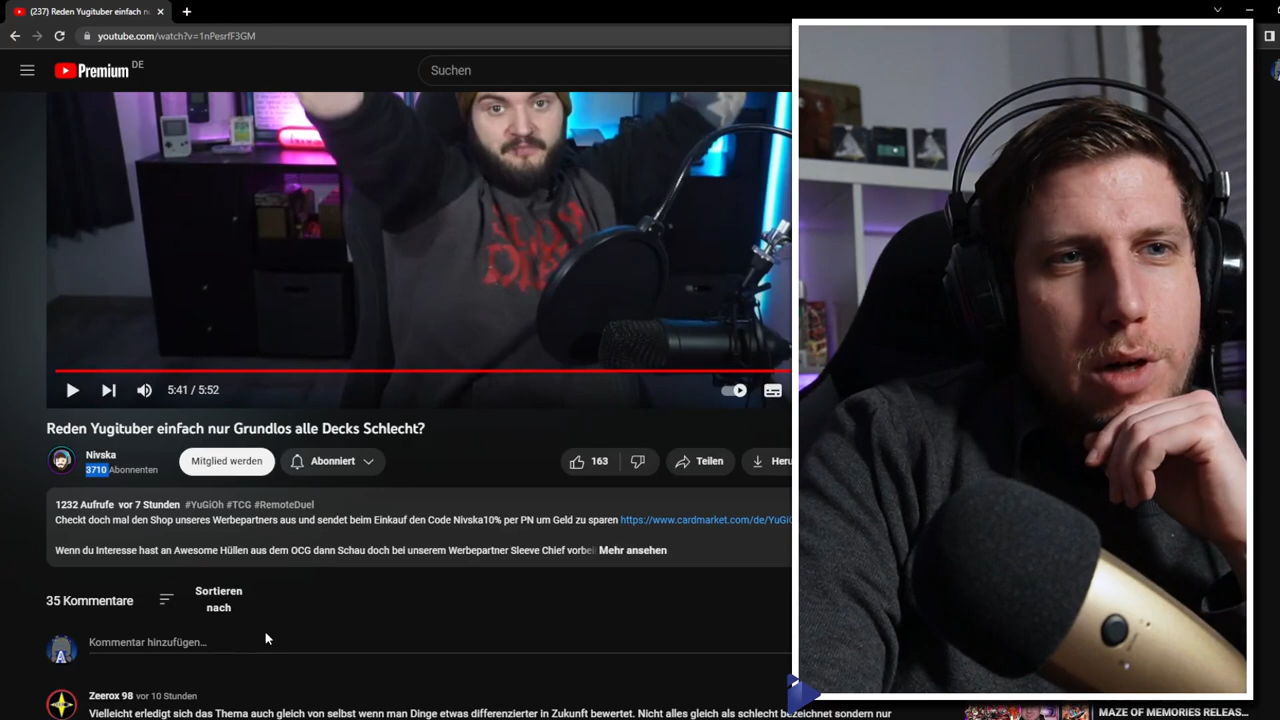 (237) Reden Yugituber einfach n
youtube.com/watch?v=1nPesrfF3GM
Premium DE
Suchen
5:41 / 5:52
Reden Yugituber einfach nur Grundlos alle Decks Schlecht?
Nivska
3710 Abonnenten
Mitglied werden
Abonniert
163
Teilen
Heru
1232 Aufrufe vor 7 Stunden #YuGiOh #TCG #RemoteDuel
Checkt doch mal den Shop unseres Werbepartners aus und sendet beim Einkauf den Code Nivska10% per PN um Geld zu sparen https://www.cardmarket.com/de/YuGiO
Wenn du Interesse hast an Awesome Hüllen aus dem OCG dann Schau doch bei unserem Werbepartner Sleeve Chief vorbei Mehr ansehen
35 Kommentare
Sortieren
nach
Kommentar hinzufügen...
Zeerox 98 vor 10 Stunden
Vielleicht erledigt sich das Thema auch gleich von selbst wenn man Dinge etwas differenzierter in Zukunft bewertet. Nicht alles gleich als schlecht bezeichnet sondern nur
MAZE OF MEMORIES RELEAS...